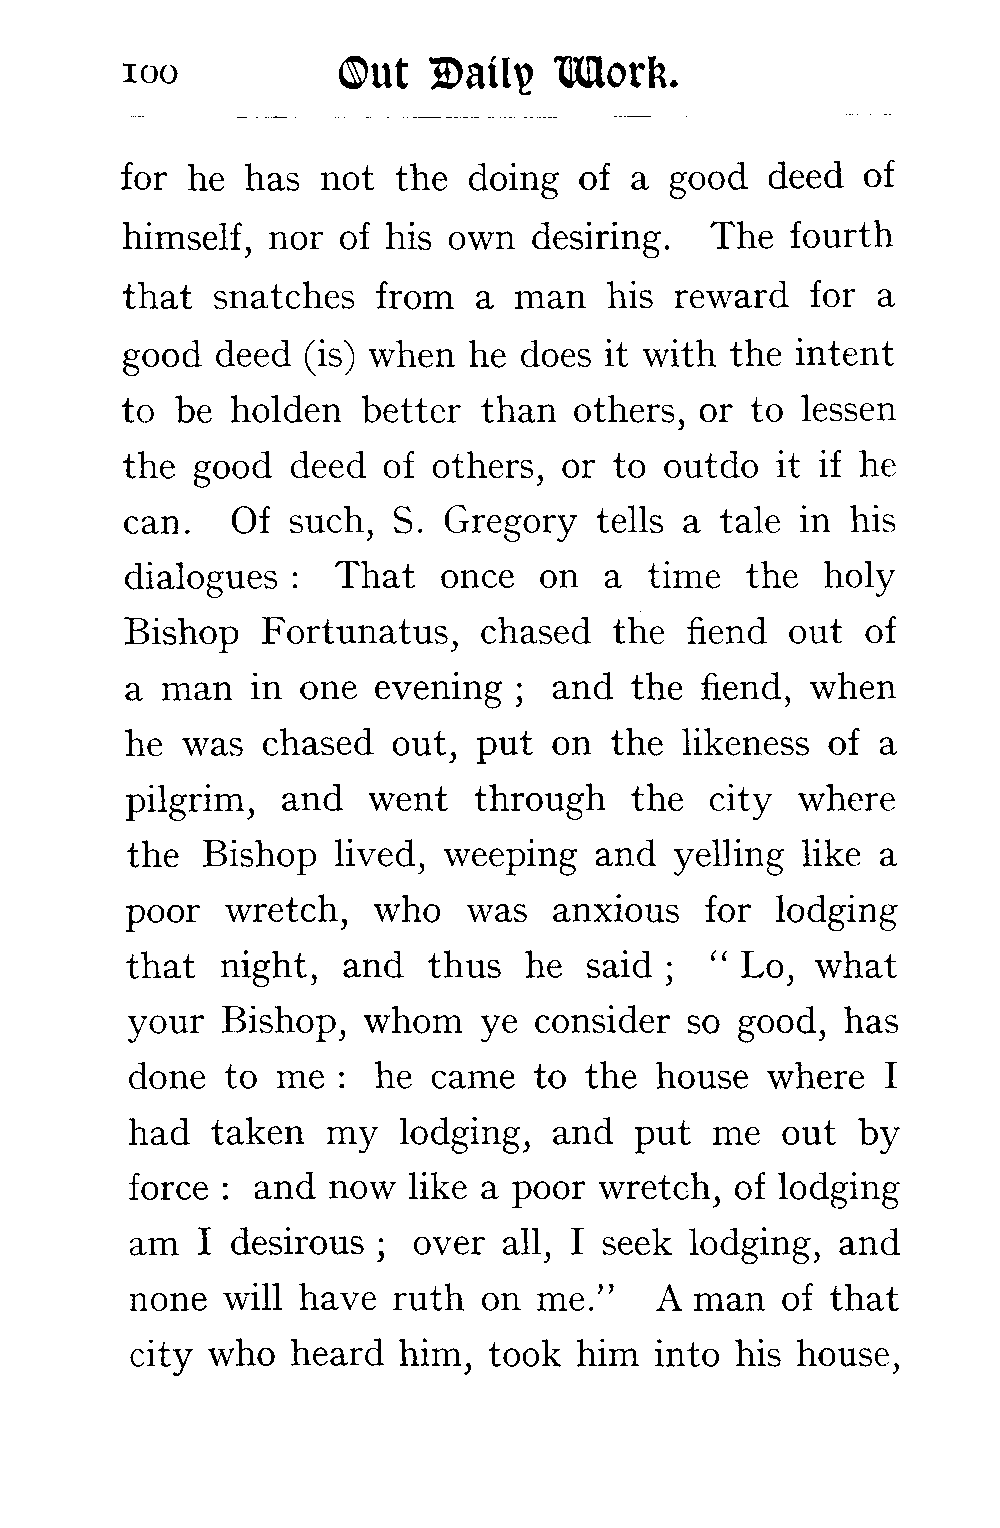 100 Our Daily Work.
for he has not the doing of a good deed of
himself, nor of his own desiring. The fourth
that snatches from a man his reward for a
good deed (is) when he does it with the intent
to be holden better than others, or to lessen
the good deed of others, or to outdo it if he
can. Of such, S. Gregory tells a tale in his
dialogues : That once on a time the holy
Bishop Fortunatus, chased the fiend out of
a man in one evening ; and the fiend, when
he was chased out, put on the likeness of a
pilgrim, and went through the city where
the Bishop lived, weeping and yelling like a
poor wretch, who was anxious for lodging
that night, and thus he said ; “ Lo, what
your Bishop, whom ye consider so good, has
done to me : he came to the house where I
had taken my lodging, and put me out by
force : and now like a poor wretch, of lodging
am I desirous ; over all, I seek lodging, and
none will have ruth on me.” A man of that
city who heard him, took him into his house,